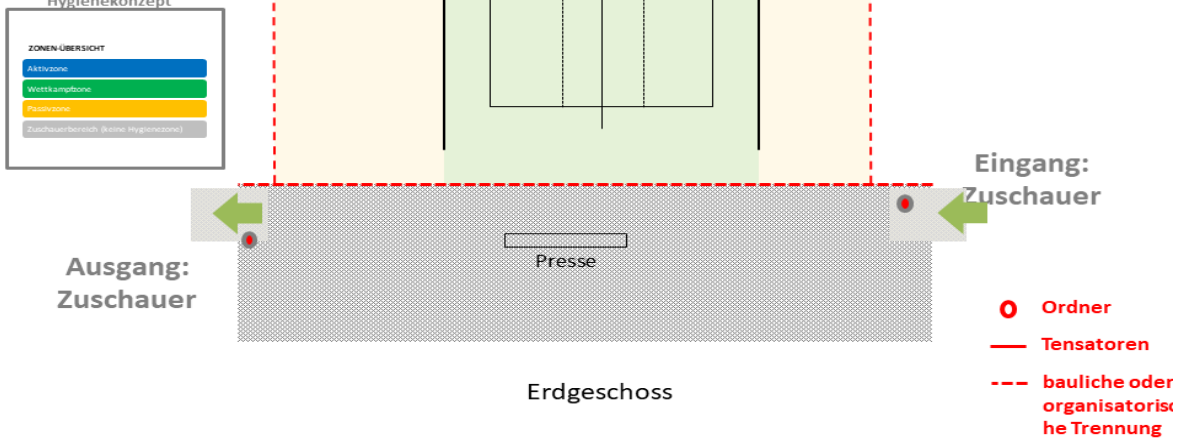 Hygienekonzept
ZONEN-ÜBERSICHT
Aktivzone
Wettkampfzone
Passivzone
Zuschauerbereich (keine Hygienezone)
Eingang:
Zuschauer
Presse
Ausgang:
Zuschauer
Ordner
Tensatoren
bauliche oder
organisatorisc
he Trennung
Erdgeschoss